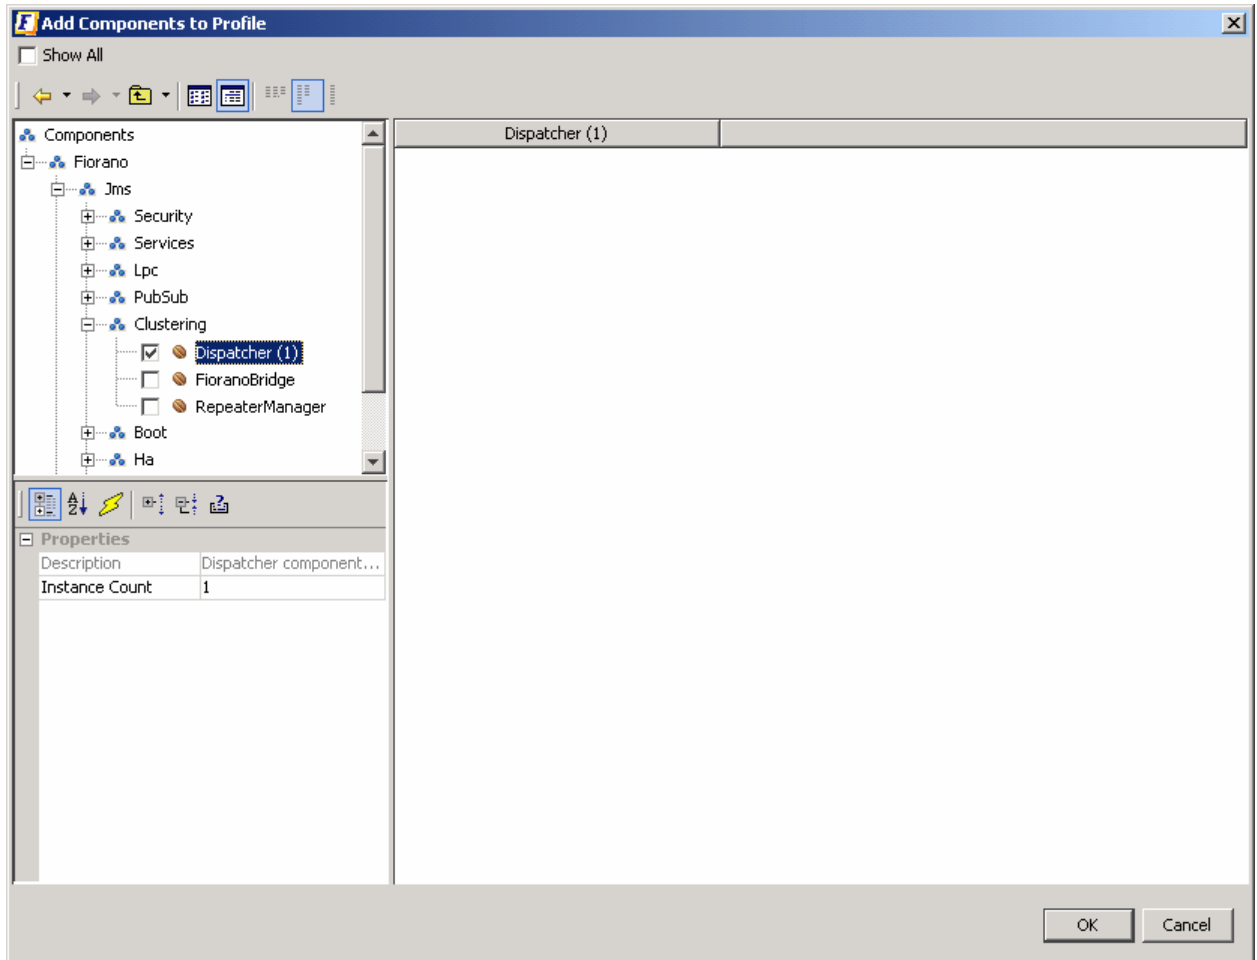 Add Components to Profile
Show All
Components
Fiorano
Jms
Security
Services
Lpc
PubSub
Clustering
Dispatcher (1)
FioranoBridge
RepeaterManager
Boot
Ha
Dispatcher (1)
Properties
Description Dispatcher component...
Instance Count 1
OK Cancel